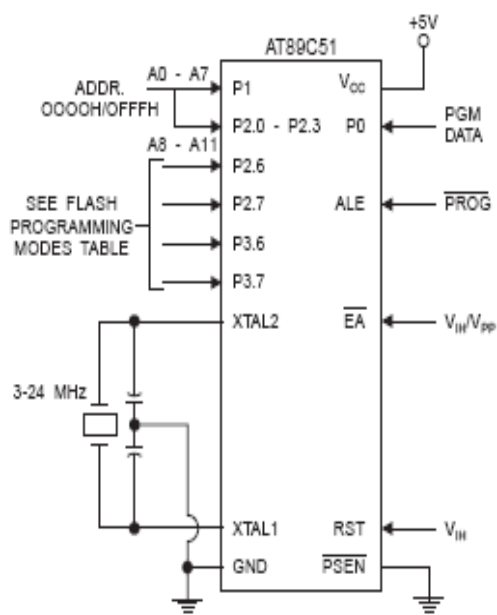 +5V
AT89C51
A0 - A7
ADDR.
OOOOH/OFFFH
P1
VCC
A8 - A11
P2.0 - P2.3
P0
PGM
DATA
P2.6
SEE FLASH
PROGRAMMING
MODES TABLE
P2.7
ALE
PROG
P3.6
P3.7
XTAL2
EA
VIH/VPP
3-24 MHz
XTAL1
RST
VIH
GND
PSEN